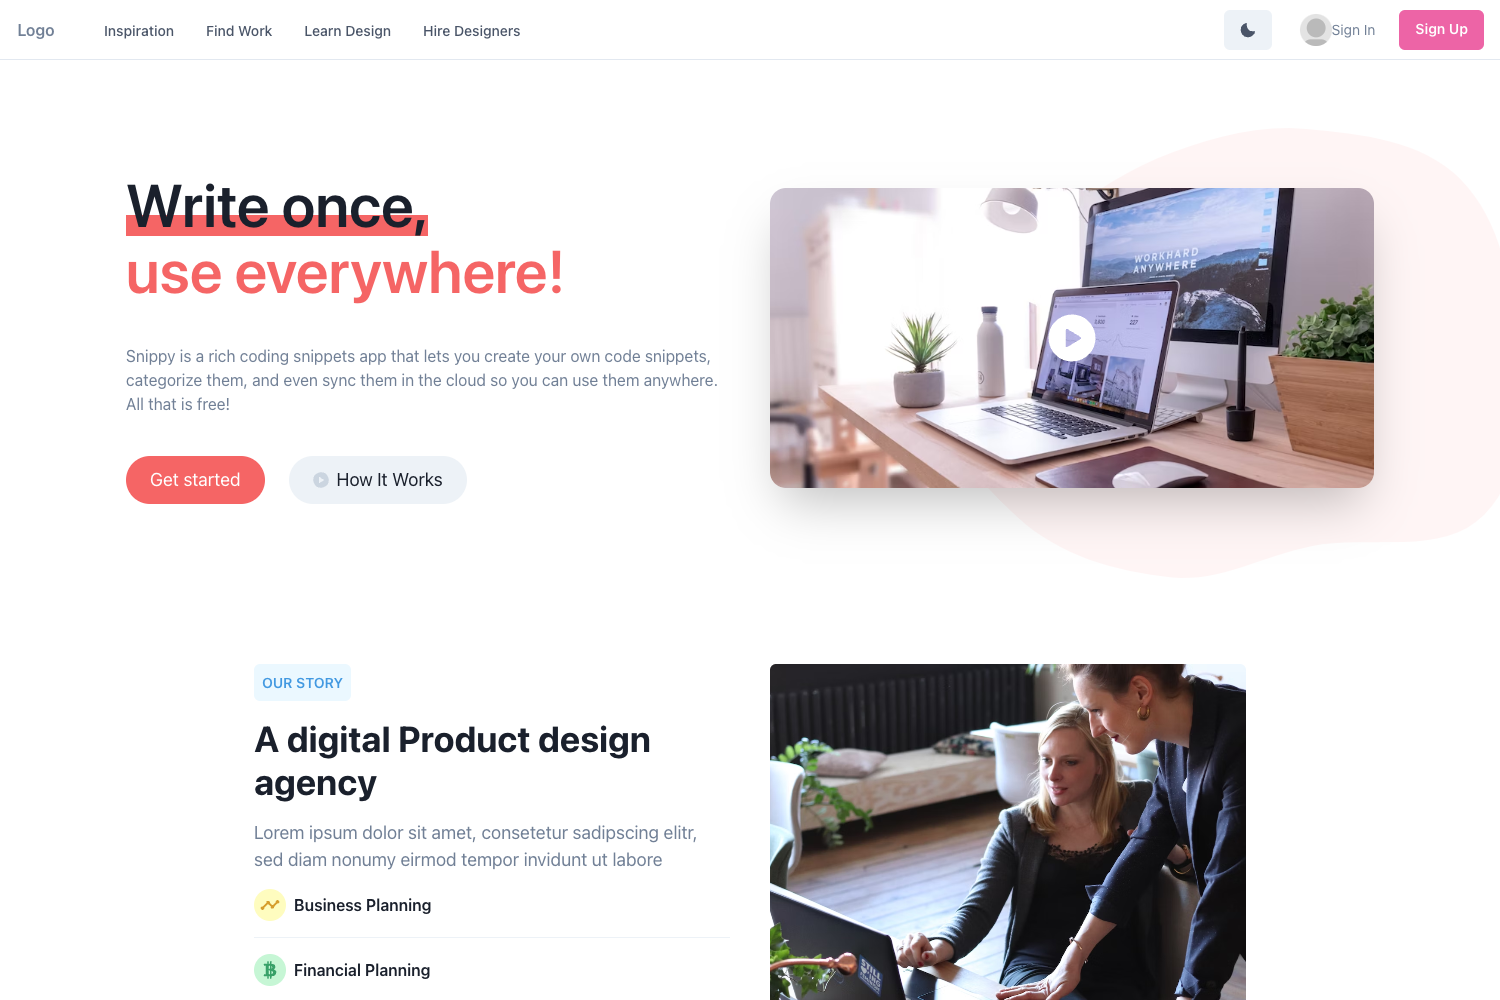 Logo
Inspiration
Find Work
Learn Design
Hire Designers
Sign In
Sign Up
Write once,
use everywhere!
Snippy is a rich coding snippets app that lets you create your own code snippets,
categorize them, and even sync them in the cloud so you can use them anywhere.
All that is free!
Get started
How It Works
WORKHARD
ANYWHERE
OUR STORY
A digital Product design
agency
Lorem ipsum dolor sit amet, consetetur sadipscing elitr,
sed diam nonumy eirmod tempor invidunt ut labore
Business Planning
Financial Planning